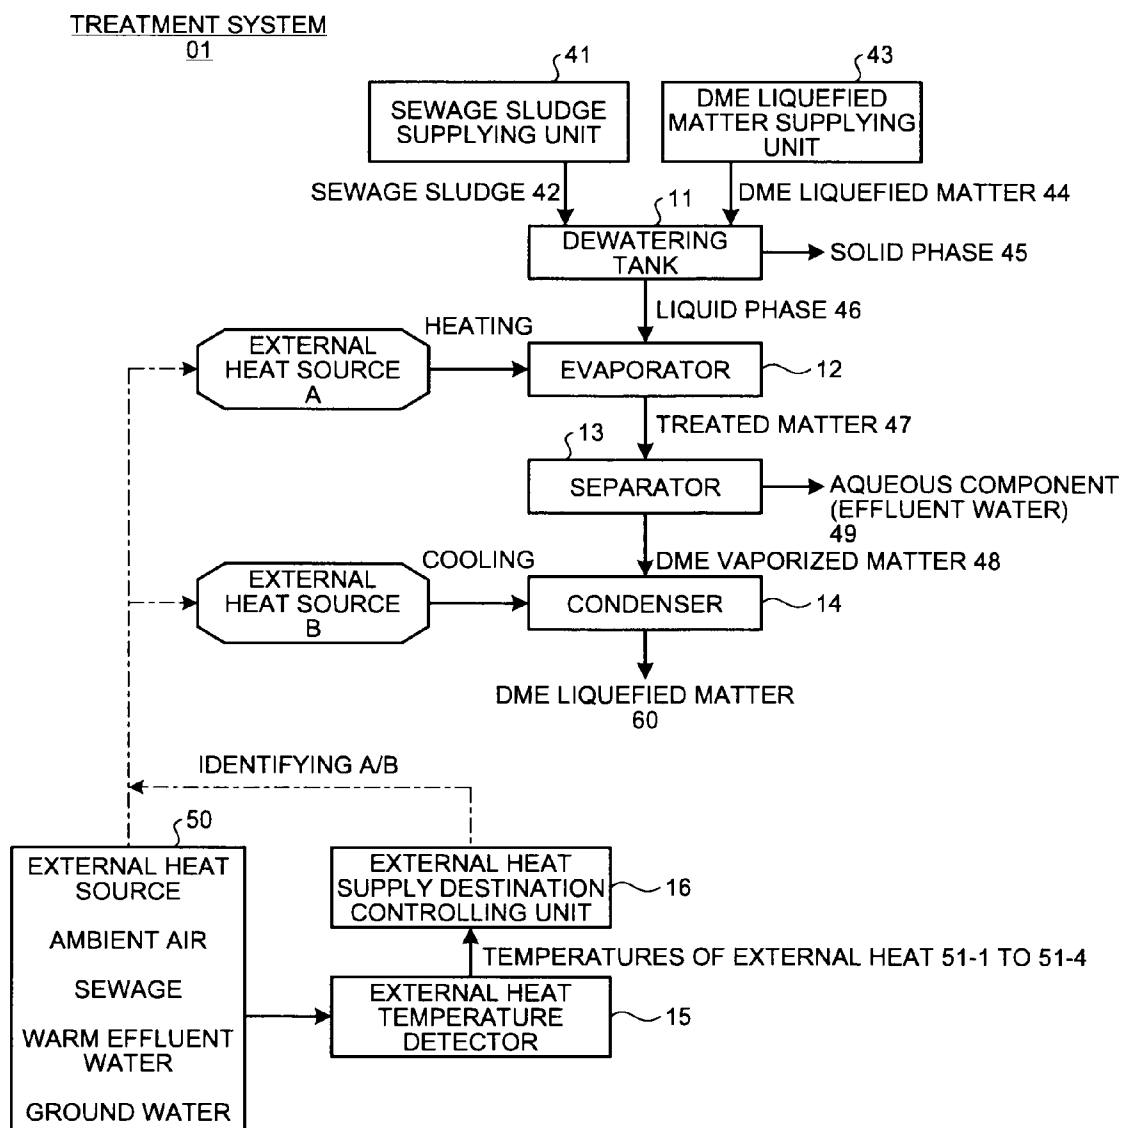 TREATMENT SYSTEM
01
41
43
SEWAGE SLUDGE
SUPPLYING UNIT
DME LIQUEFIED
MATTER SUPPLYING
UNIT
SEWAGE SLUDGE 42
11
DME LIQUEFIED MATTER 44
DEWATERING
TANK
SOLID PHASE 45
LIQUID PHASE 46
HEATING
EXTERNAL
HEAT SOURCE
A
EVAPORATOR
12
TREATED MATTER 47
13
SEPARATOR
AQUEOUS COMPONENT
(EFFLUENT WATER)
49
COOLING
DME VAPORIZED MATTER 48
EXTERNAL
HEAT SOURCE
B
CONDENSER
14
DME LIQUEFIED MATTER
60
IDENTIFYING A/B
50
EXTERNAL HEAT
SOURCE
AMBIENT AIR
SEWAGE
WARM EFFLUENT
WATER
GROUND WATER
EXTERNAL HEAT
SUPPLY DESTINATION
CONTROLLING UNIT
16
TEMPERATURES OF EXTERNAL HEAT 51-1 TO 51-4
EXTERNAL HEAT
TEMPERATURE
DETECTOR
15